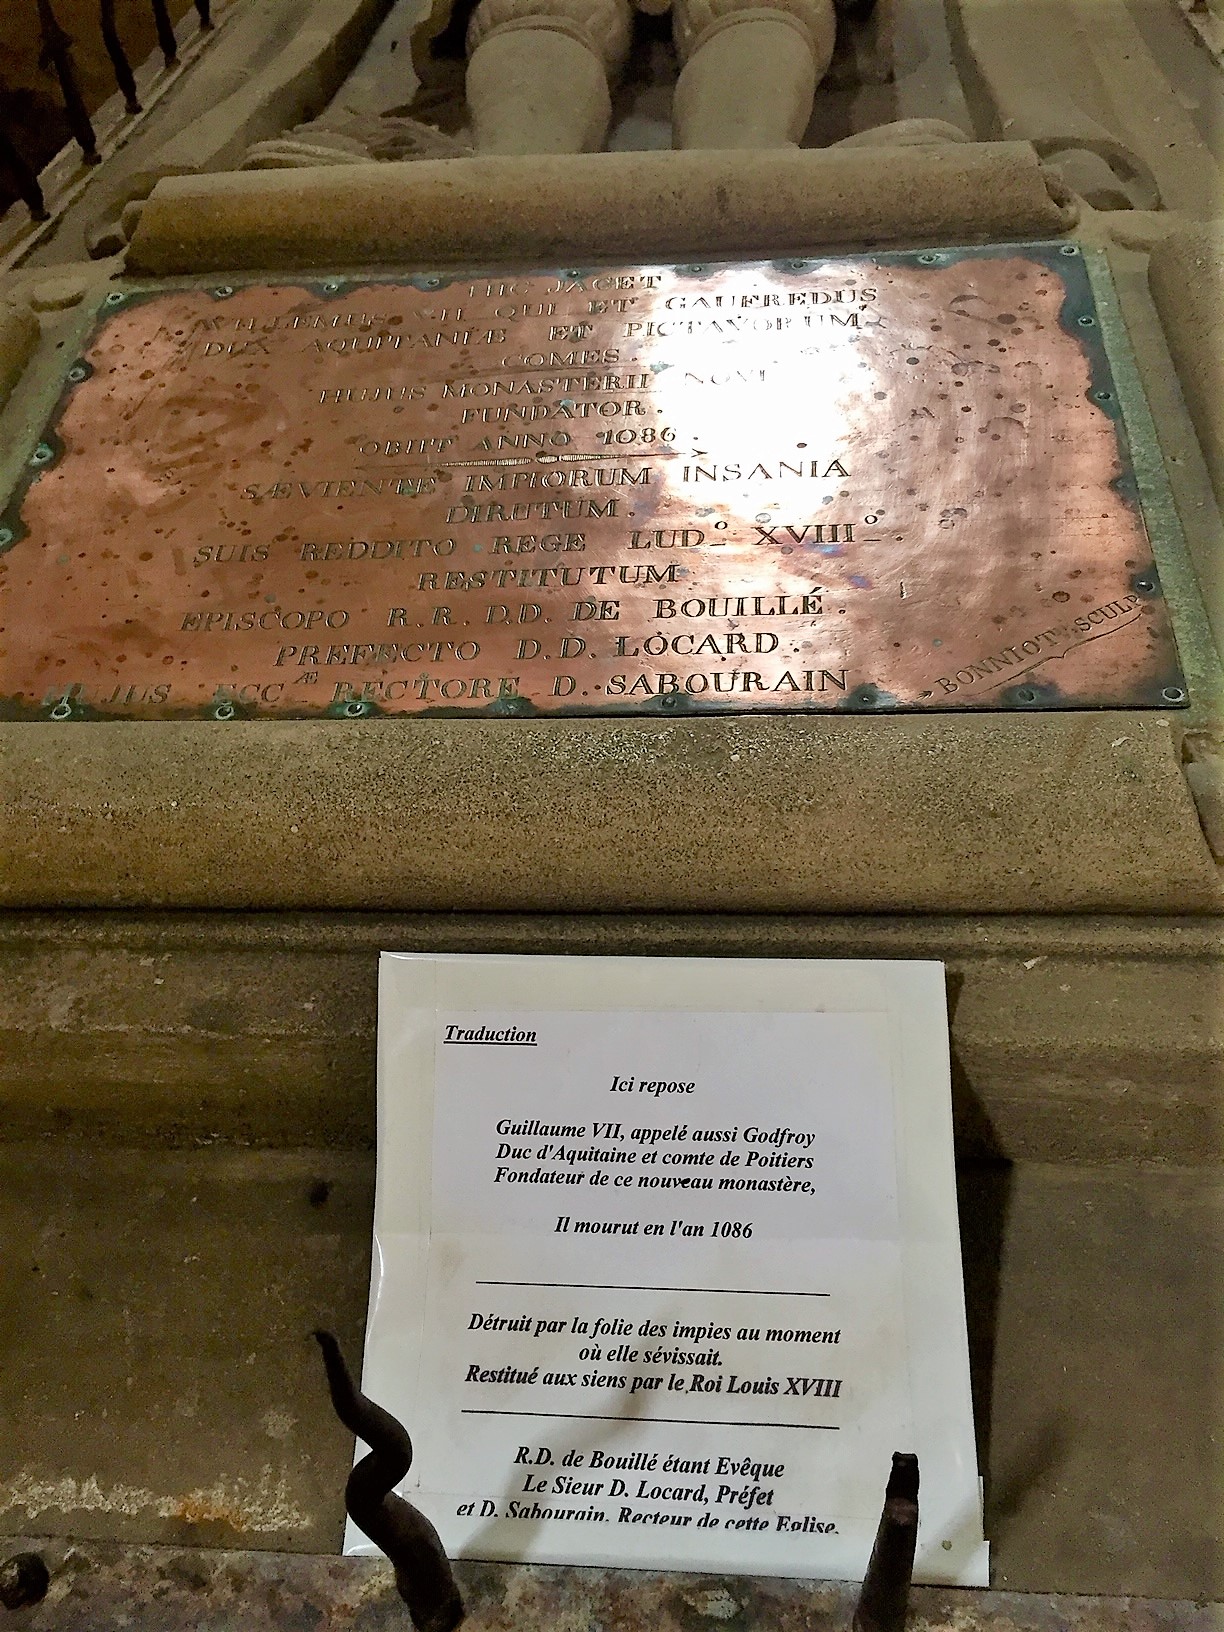 HIC JACET
WILLEMUS VII QUI ET GAUFREDUS
DUX AQUITANIÆ ET PICTAVORUM
COMES.
HUJUS MONASTERII NOVI
FUNDATOR.
OBIIT ANNO 1086.
SÆVIENTE IMPIORUM INSANIA
DIRUTUM.
SUIS REDDITO REGE LUDº XVIIIº.
RESTITUTUM
EPISCOPO R.R. D.D. DE BOUILLÉ.
PREFECTO D.D. LOCARD.
HUJUS ECCÆ RECTORE D. SABOURAIN
BONNIOT SCULP
Traduction
Ici repose
Guillaume VII, appelé aussi Godfroy
Duc d'Aquitaine et comte de Poitiers
Fondateur de ce nouveau monastère,
Il mourut en l'an 1086
Détruit par la folie des impies au moment
où elle sévissait.
Restitué aux siens par le Roi Louis XVIII
R.D. de Bouillé étant Evêque
Le Sieur D. Locard, Préfet
et D. Sabourain, Recteur de cette Eglise.